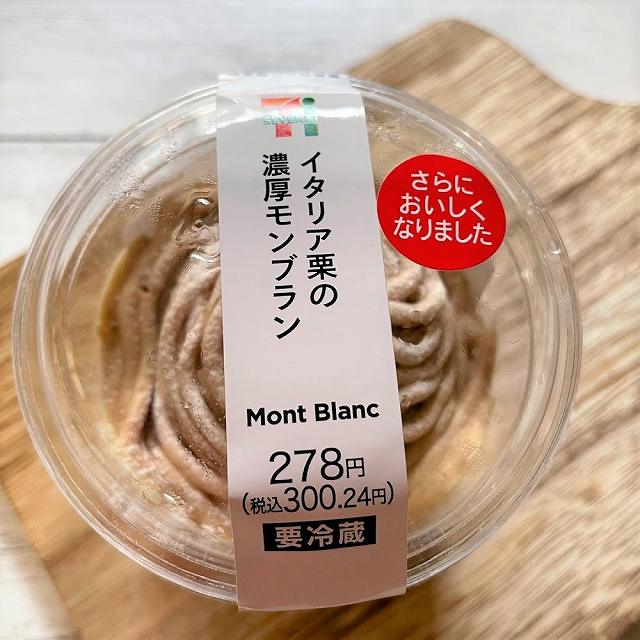 SEVEN
イタリア栗の
濃厚モンブラン
さらに
おいしく
なりました
Mont Blanc
278円
(税込300.24円)
要冷蔵